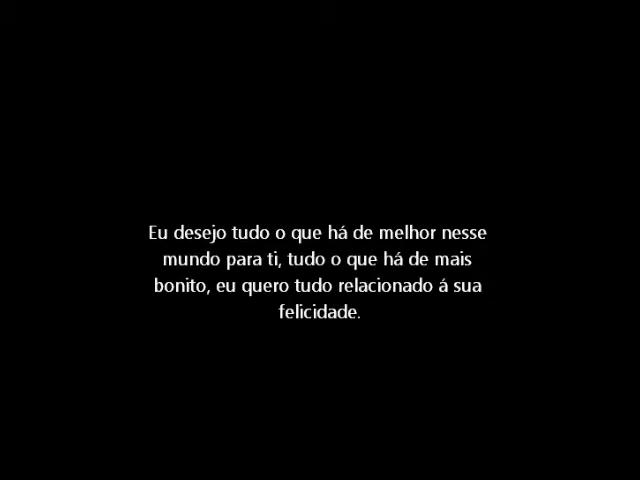 Eu desejo tudo o que há de melhor nesse
mundo para ti, tudo o que há de mais
bonito, eu quero tudo relacionado á sua
felicidade.